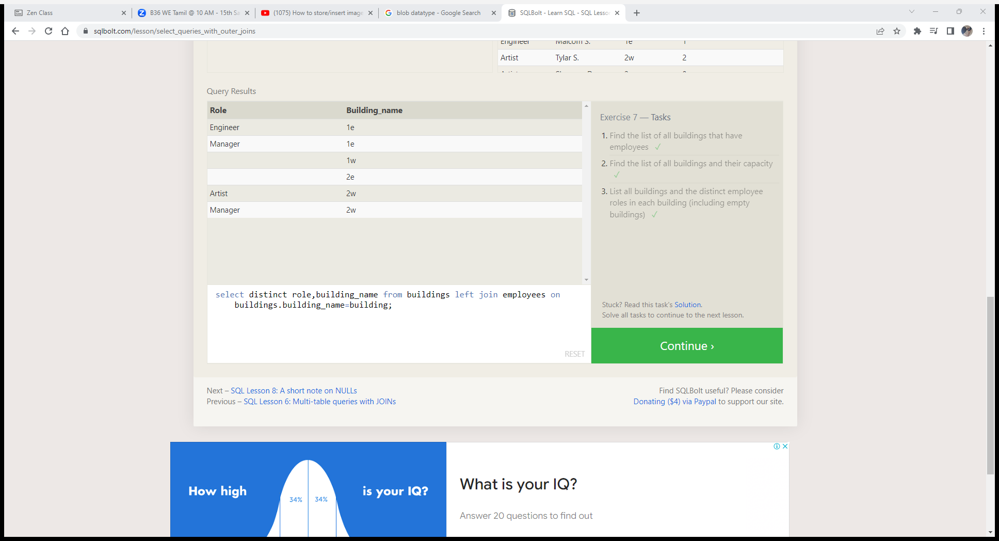 Zen Class
B36 WE Tamil @ 10 AM - 15th Sa
(1075) How to store/insert image
blob datatype - Google Search
SQLBolt - Learn SQL - SQL Lesso
sqlbolt.com/lesson/select_queries_with_outer_joins
Engineer Malcom S. 1e 1
Artist Tylar S. 2w 2
Query Results
Role Building_name
Engineer 1e
Manager 1e
1w
2e
Artist 2w
Manager 2w
select distinct role,building_name from buildings left join employees on
buildings.building_name=building;
RESET
Exercise 7 — Tasks
1. Find the list of all buildings that have
employees ✓
2. Find the list of all buildings and their capacity
✓
3. List all buildings and the distinct employee
roles in each building (including empty
buildings) ✓
Stuck? Read this task's Solution.
Solve all tasks to continue to the next lesson.
Continue ›
Next – SQL Lesson 8: A short note on NULLs
Previous – SQL Lesson 6: Multi-table queries with JOINs
Find SQLBolt useful? Please consider
Donating ($4) via Paypal to support our site.
How high is your IQ?
34% 34%
What is your IQ?
Answer 20 questions to find out